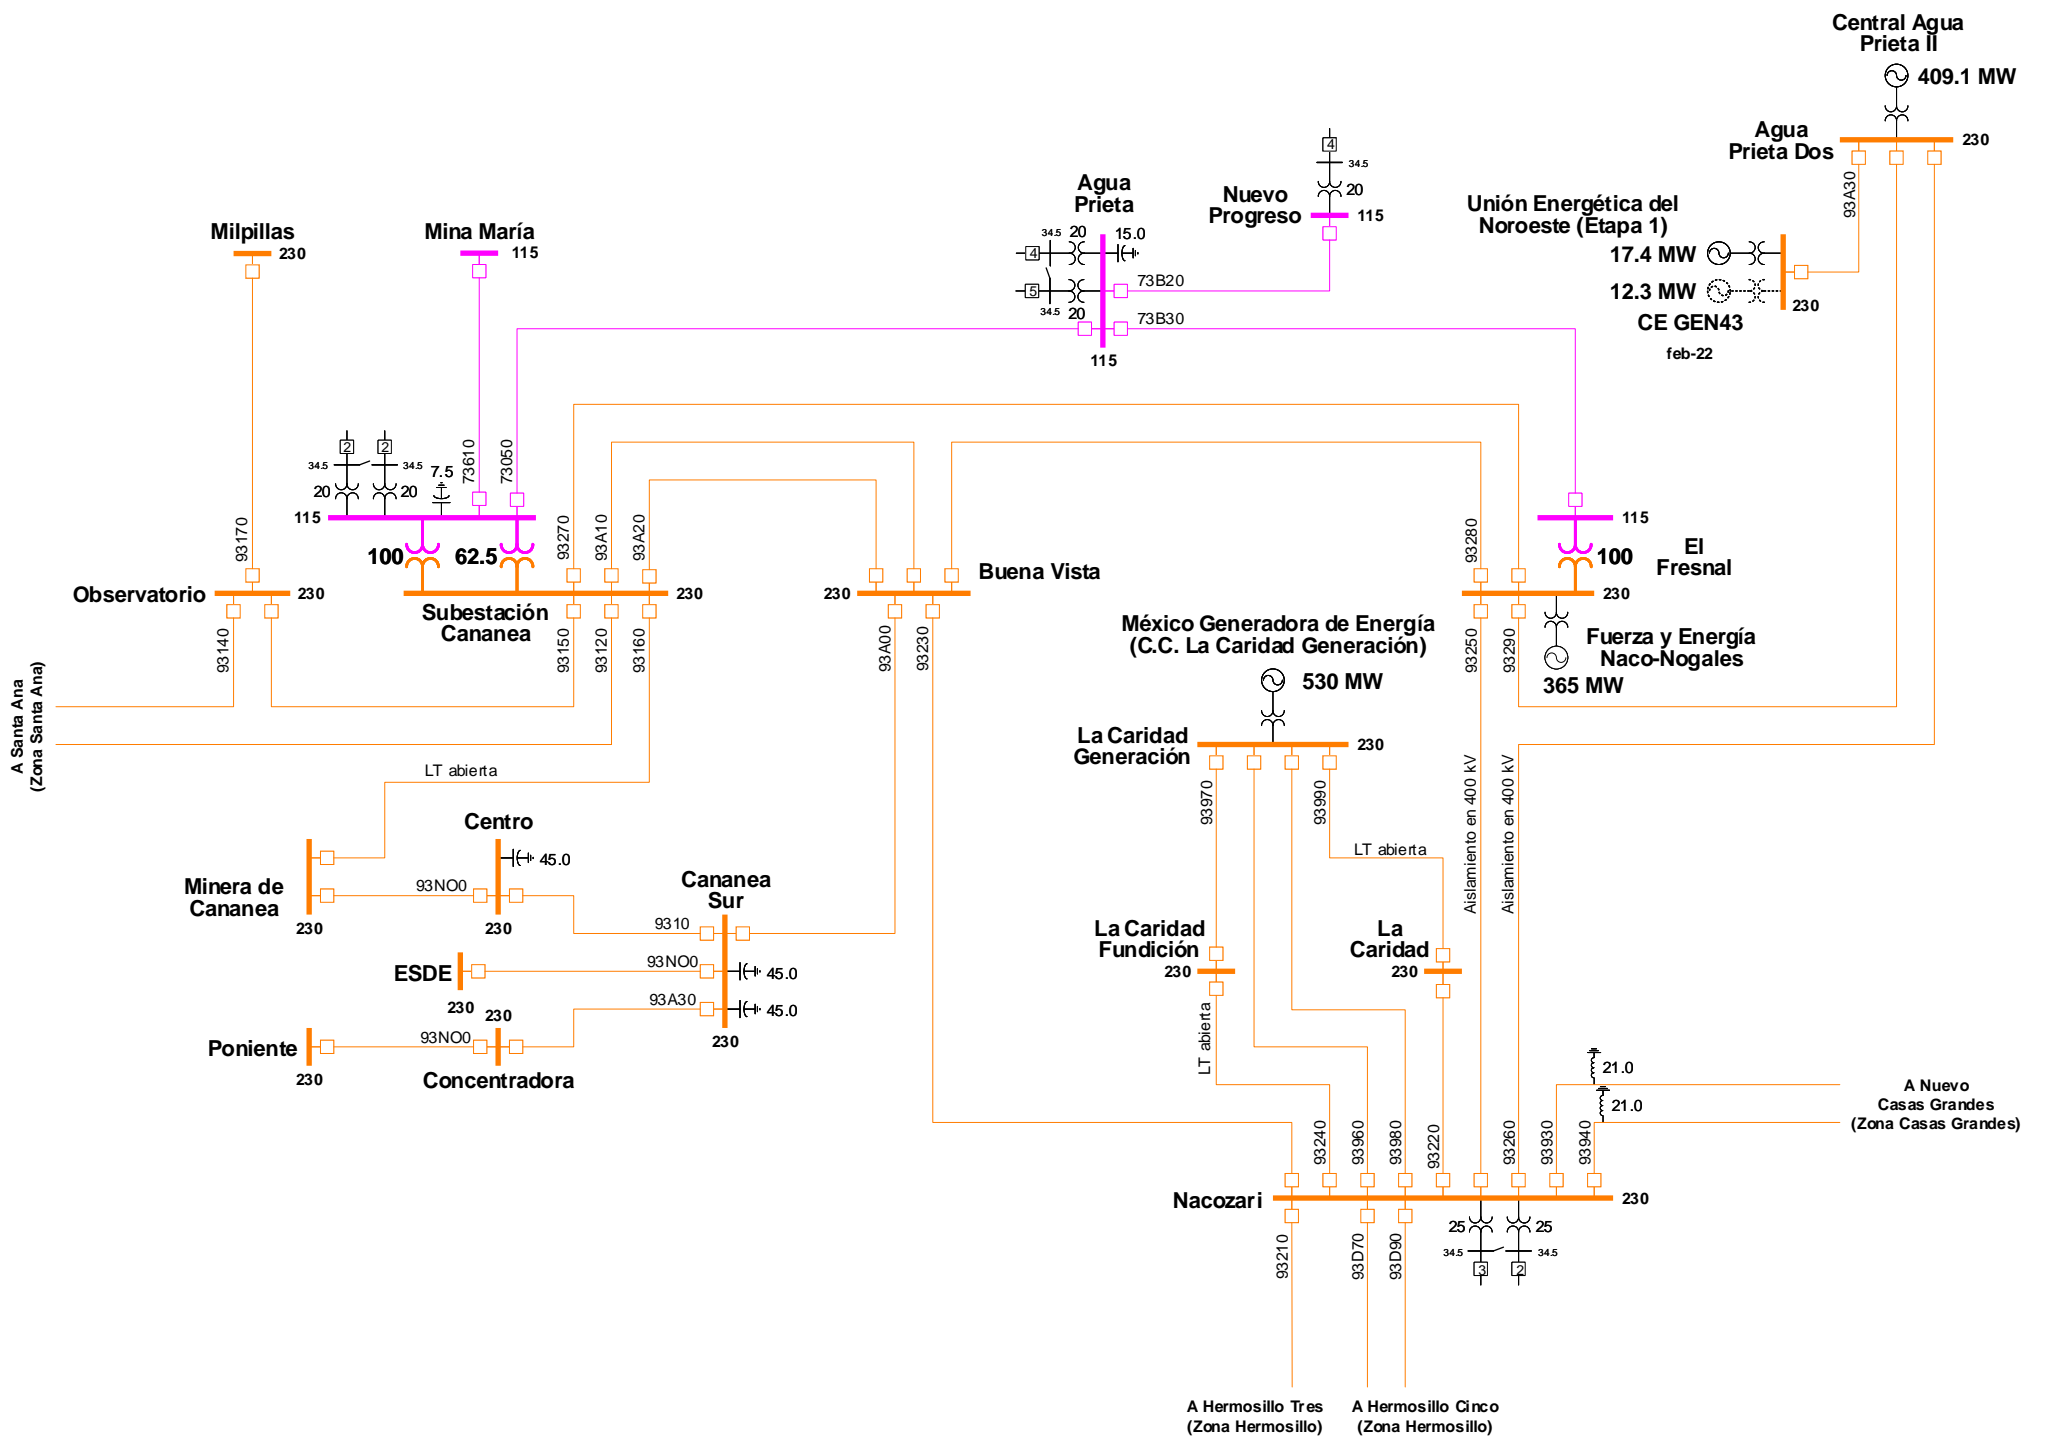 Central Agua
Prieta II
409.1 MW
Agua
Prieta Dos
230
93A30
Unión Energética del
Noroeste (Etapa 1)
17.4 MW
12.3 MW
230
CE GEN43
feb-22
4
34.5
20
Nuevo
Progreso
115
Agua
Prieta
34.5
20
15.0
4
5
34.5
20
73B20
73B30
115
Milpillas
230
Mina María
115
2
2
34.5
34.5
7.5
20
20
73610
73050
115
100
62.5
93170
93270
93A10
93A20
Observatorio
230
Subestación
Cananea
230
93140
93150
93120
93160
230
Buena Vista
93A00
93230
93280
115
100
El
Fresnal
230
93250
93290
Fuerza y Energía
Naco-Nogales
365 MW
México Generadora de Energía
(C.C. La Caridad Generación)
530 MW
La Caridad
Generación
230
93970
93990
LT abierta
Aislamiento en 400 kV
Aislamiento en 400 kV
A Santa Ana
(Zona Santa Ana)
LT abierta
Centro
45.0
Minera de
Cananea
93NO0
230
230
9310
Cananea
Sur
93NO0
45.0
ESDE
230
93A30
45.0
230
230
Poniente
93NO0
230
Concentradora
La Caridad
Fundición
230
La
Caridad
230
LT abierta
21.0
21.0
A Nuevo
Casas Grandes
(Zona Casas Grandes)
93240
93960
93980
93220
93260
93930
93940
Nacozari
230
93210
93D70
93D90
25
25
34.5
34.5
3
2
A Hermosillo Tres
(Zona Hermosillo)
A Hermosillo Cinco
(Zona Hermosillo)